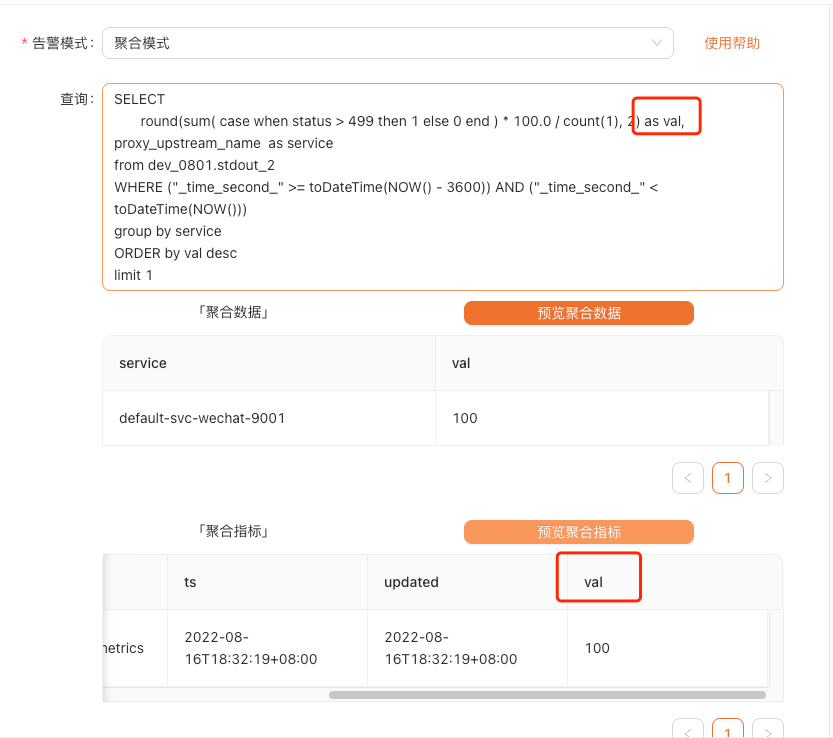 * 告警模式： 聚合模式 使用帮助
查询： SELECT
round(sum( case when status > 499 then 1 else 0 end ) * 100.0 / count(1), 2) as val,
proxy_upstream_name as service
from dev_0801.stdout_2
WHERE ("_time_second_" >= toDateTime(NOW() - 3600)) AND ("_time_second_" <
toDateTime(NOW()))
group by service
ORDER by val desc
limit 1
「聚合数据」 预览聚合数据
service val
default-svc-wechat-9001 100
< 1 >
「聚合指标」 预览聚合指标
ts updated val
2022-08- 2022-08-
netrics 100
16T18:32:19+08:00 16T18:32:19+08:00
< 1 >